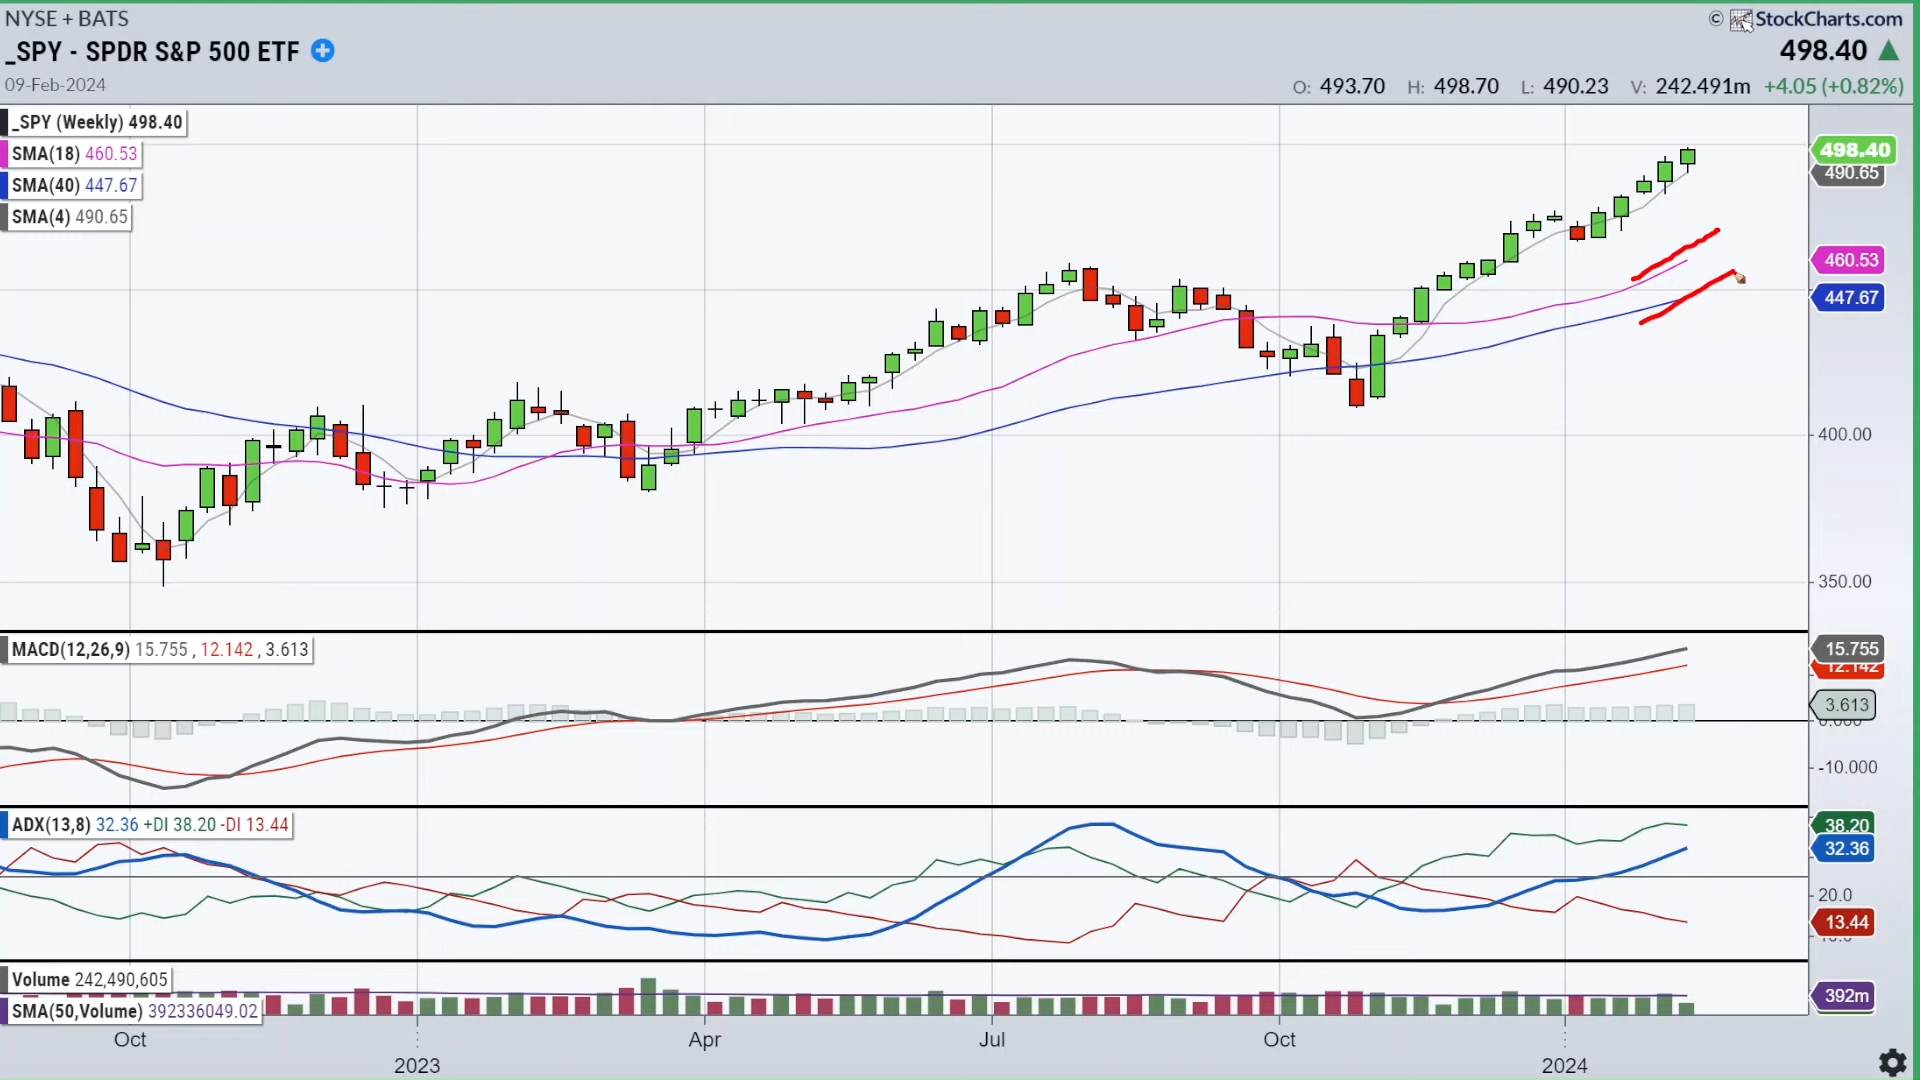 NYSE + BATS
© StockCharts.com
_SPY - SPDR S&P 500 ETF
498.40
09-Feb-2024
O: 493.70 H: 498.70 L: 490.23 V: 242.491m +4.05 (+0.82%)
_SPY (Weekly) 498.40
SMA(18) 460.53
SMA(40) 447.67
SMA(4) 490.65
498.40
490.65
460.53
447.67
400.00
350.00
MACD(12,26,9) 15.755 , 12.142 , 3.613
15.755
12.142
3.613
0.000
-10.000
ADX(13,8) 32.36 +DI 38.20 -DI 13.44
38.20
32.36
20.0
13.44
Volume 242,490,605
SMA(50,Volume) 392336049.02
392m
Oct Apr Jul Oct
2023 2024